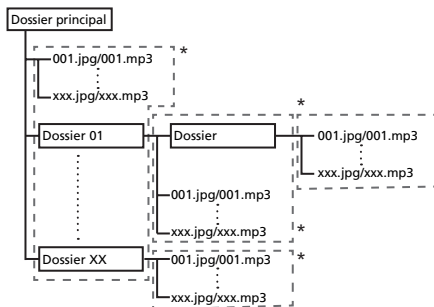 Dossier principal
001.jpg/001.mp3
*
xxx.jpg/xxx.mp3
*
Dossier 01
Dossier
001.jpg/001.mp3
xxx.jpg/xxx.mp3
001.jpg/001.mp3
xxx.jpg/xxx.mp3
*
Dossier XX
001.jpg/001.mp3
*
xxx.jpg/xxx.mp3